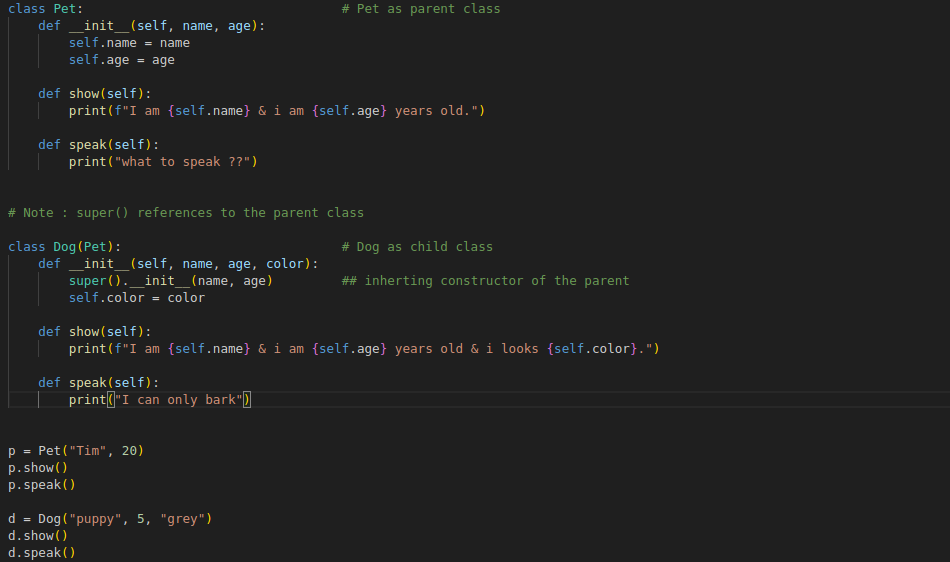 class Pet:                                  # Pet as parent class
    def __init__(self, name, age):
        self.name = name
        self.age = age

    def show(self):
        print(f"I am {self.name} & i am {self.age} years old.")

    def speak(self):
        print("what to speak ??")


# Note : super() references to the parent class

class Dog(Pet):                             # Dog as child class
    def __init__(self, name, age, color):
        super().__init__(name, age)         ## inherting constructor of the parent
        self.color = color

    def show(self):
        print(f"I am {self.name} & i am {self.age} years old & i looks {self.color}.")

    def speak(self):
        print("I can only bark")


p = Pet("Tim", 20)
p.show()
p.speak()

d = Dog("puppy", 5, "grey")
d.show()
d.speak()